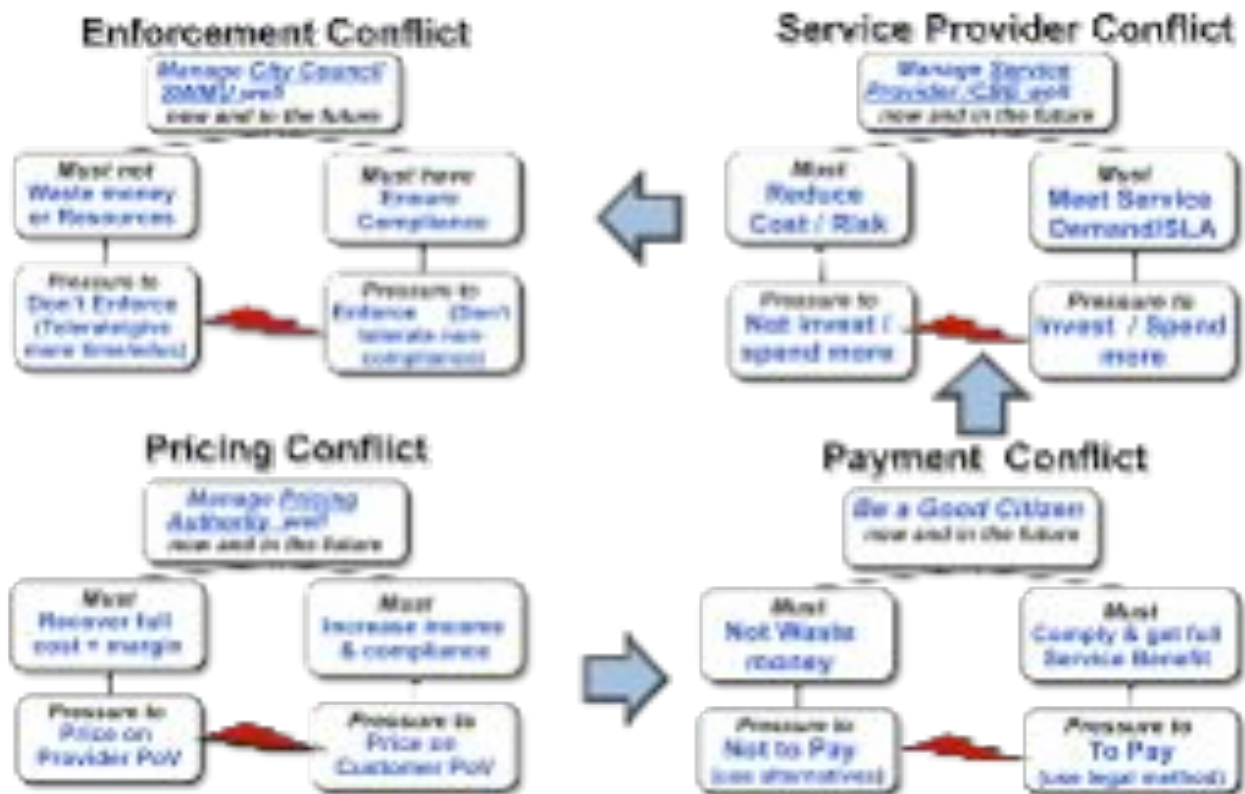 Enforcement Conflict
Manage City Council
SWMU well
now and in the future
Must not
Waste money
or Resources
Must have
Ensure
Compliance
Pressure to
Don't Enforce
(Tolerate/give
more time/
Pressure to
Enforce (Don't
tolerate non-
compliance)
Service Provider Conflict
Manage Service
Provider well
now and in the future
Must
Reduce
Cost / Risk
Must
Meet Service
Demand/SLA
Pressure to
Not invest /
spend more
Pressure to
Invest / Spend
more
Pricing Conflict
Manage Pricing
Authority well
now and in the future
Must
Recover full
cost + margin
Must
Increase income
& compliance
Pressure to
Price on
Provider PoV
Pressure to
Price on
Customer PoV
Payment Conflict
Be a Good Citizen
now and in the future
Must
Not Waste
money
Must
Comply & get full
Service Benefit
Pressure to
Not to Pay
(use alternatives)
Pressure to
To Pay
(use legal method)